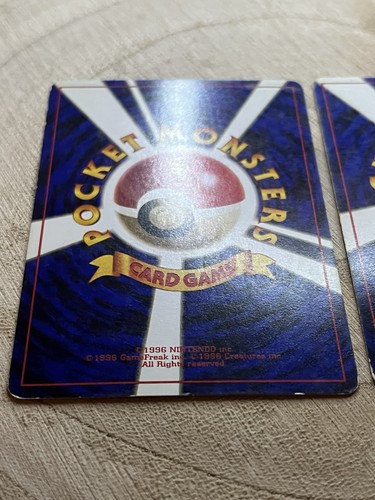 POCKET MONSTERS
CARD GAME
©1996 NINTENDO inc.
©1996 GameFreak inc. ©1996 Creatures inc.
All Rights reserved